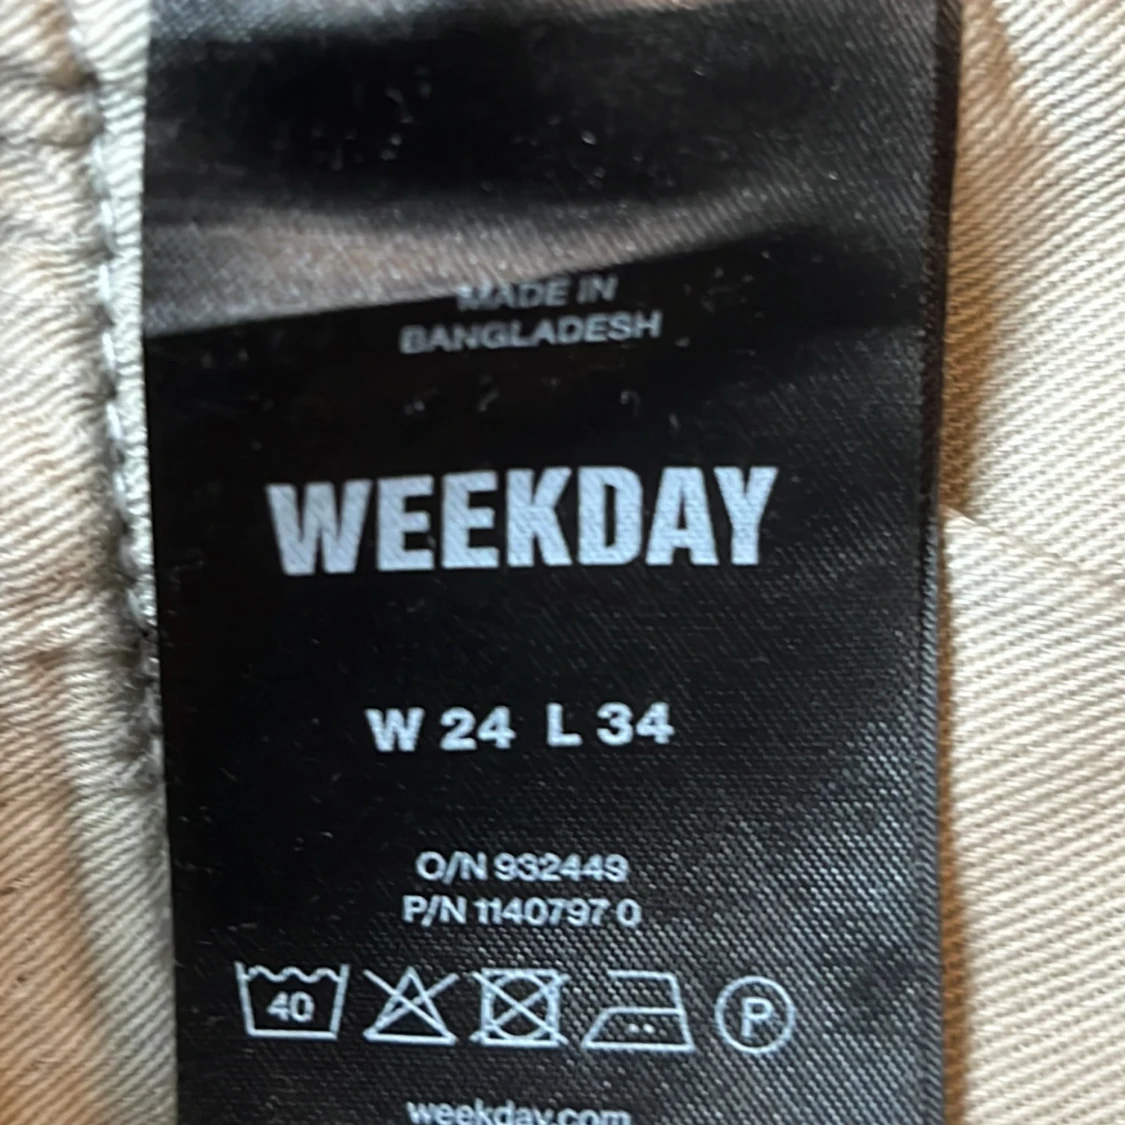 MADE IN
BANGLADESH
WEEKDAY
W 24 L 34
O/N 932449
P/N 1140797 0
40
P
weekday.com